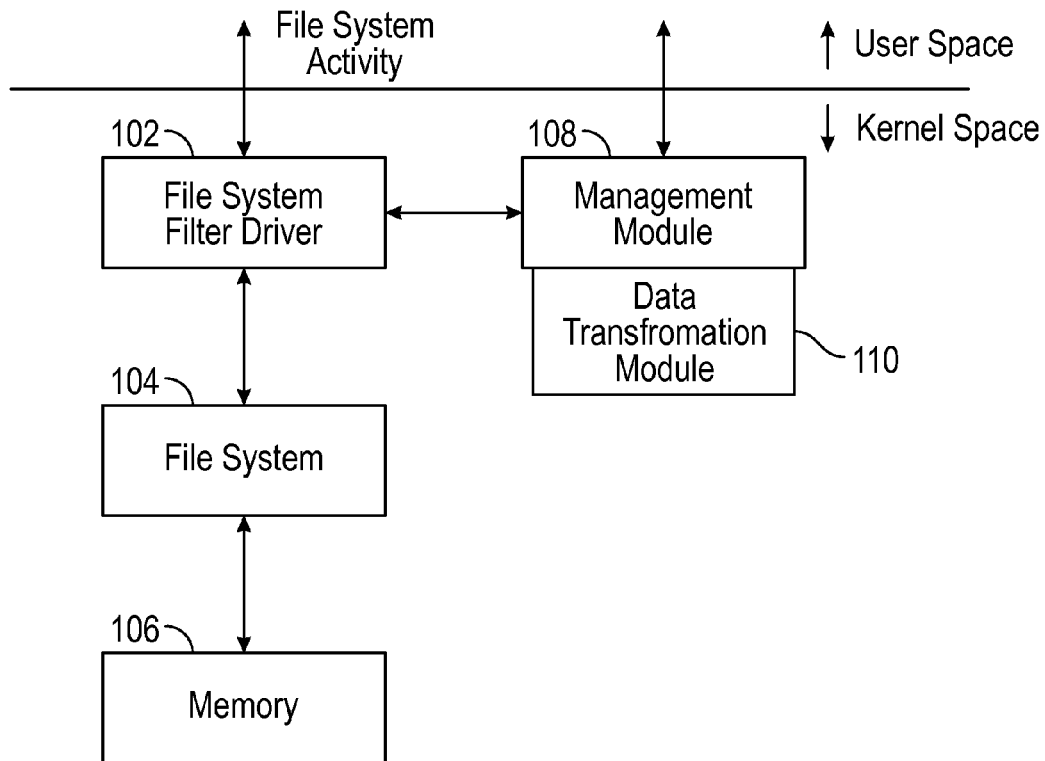 File System
Activity
User Space
Kernel Space
102
108
File System
Filter Driver
Management
Module
Data
Transfromation
Module
110
104
File System
106
Memory